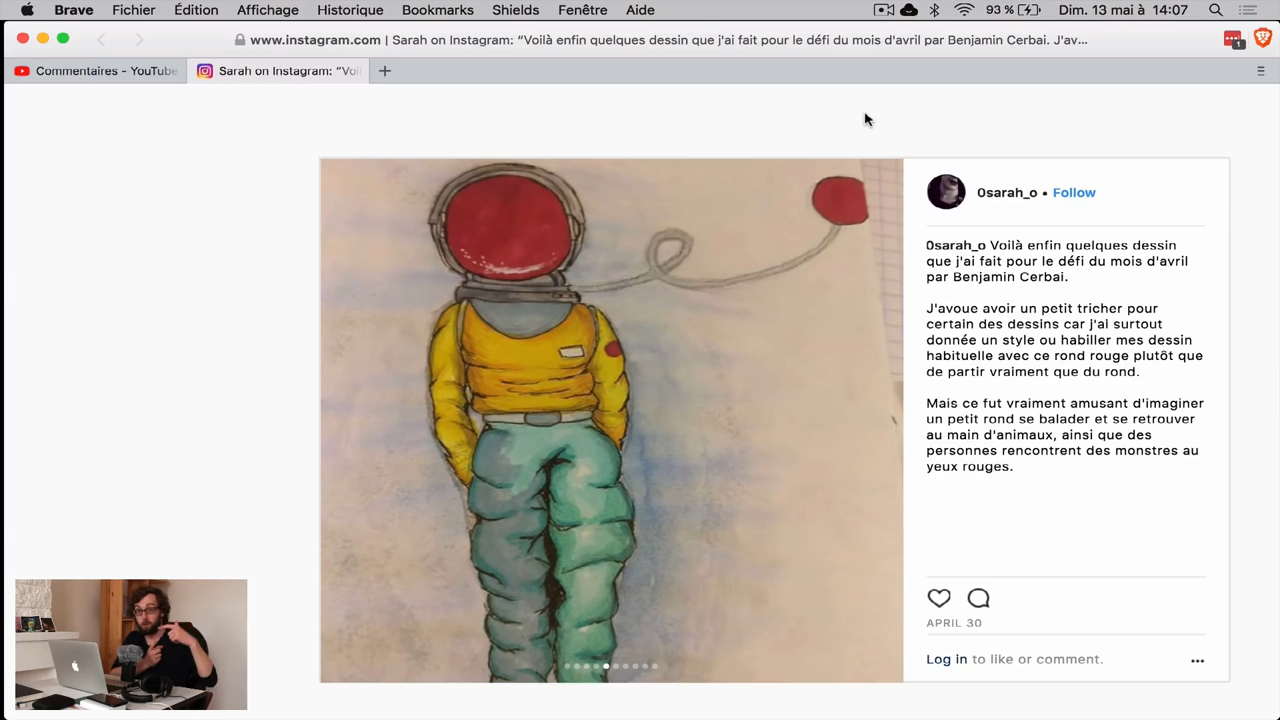 Brave Fichier Édition Affichage Historique Bookmarks Shields Fenêtre Aide 93 % Dim. 13 mai à 14:07
www.instagram.com | Sarah on Instagram: “Voilà enfin quelques dessin que j'ai fait pour le défi du mois d'avril par Benjamin Cerbai. J'av…
1
Commentaires - YouTube Sarah on Instagram: “Voi
0sarah_o • Follow
0sarah_o Voilà enfin quelques dessin
que j'ai fait pour le défi du mois d'avril
par Benjamin Cerbai.
J'avoue avoir un petit tricher pour
certain des dessins car j'ai surtout
donnée un style ou habiller mes dessin
habituelle avec ce rond rouge plutôt que
de partir vraiment que du rond.
Mais ce fut vraiment amusant d'imaginer
un petit rond se balader et se retrouver
au main d'animaux, ainsi que des
personnes rencontrent des monstres au
yeux rouges.
APRIL 30
Log in to like or comment.